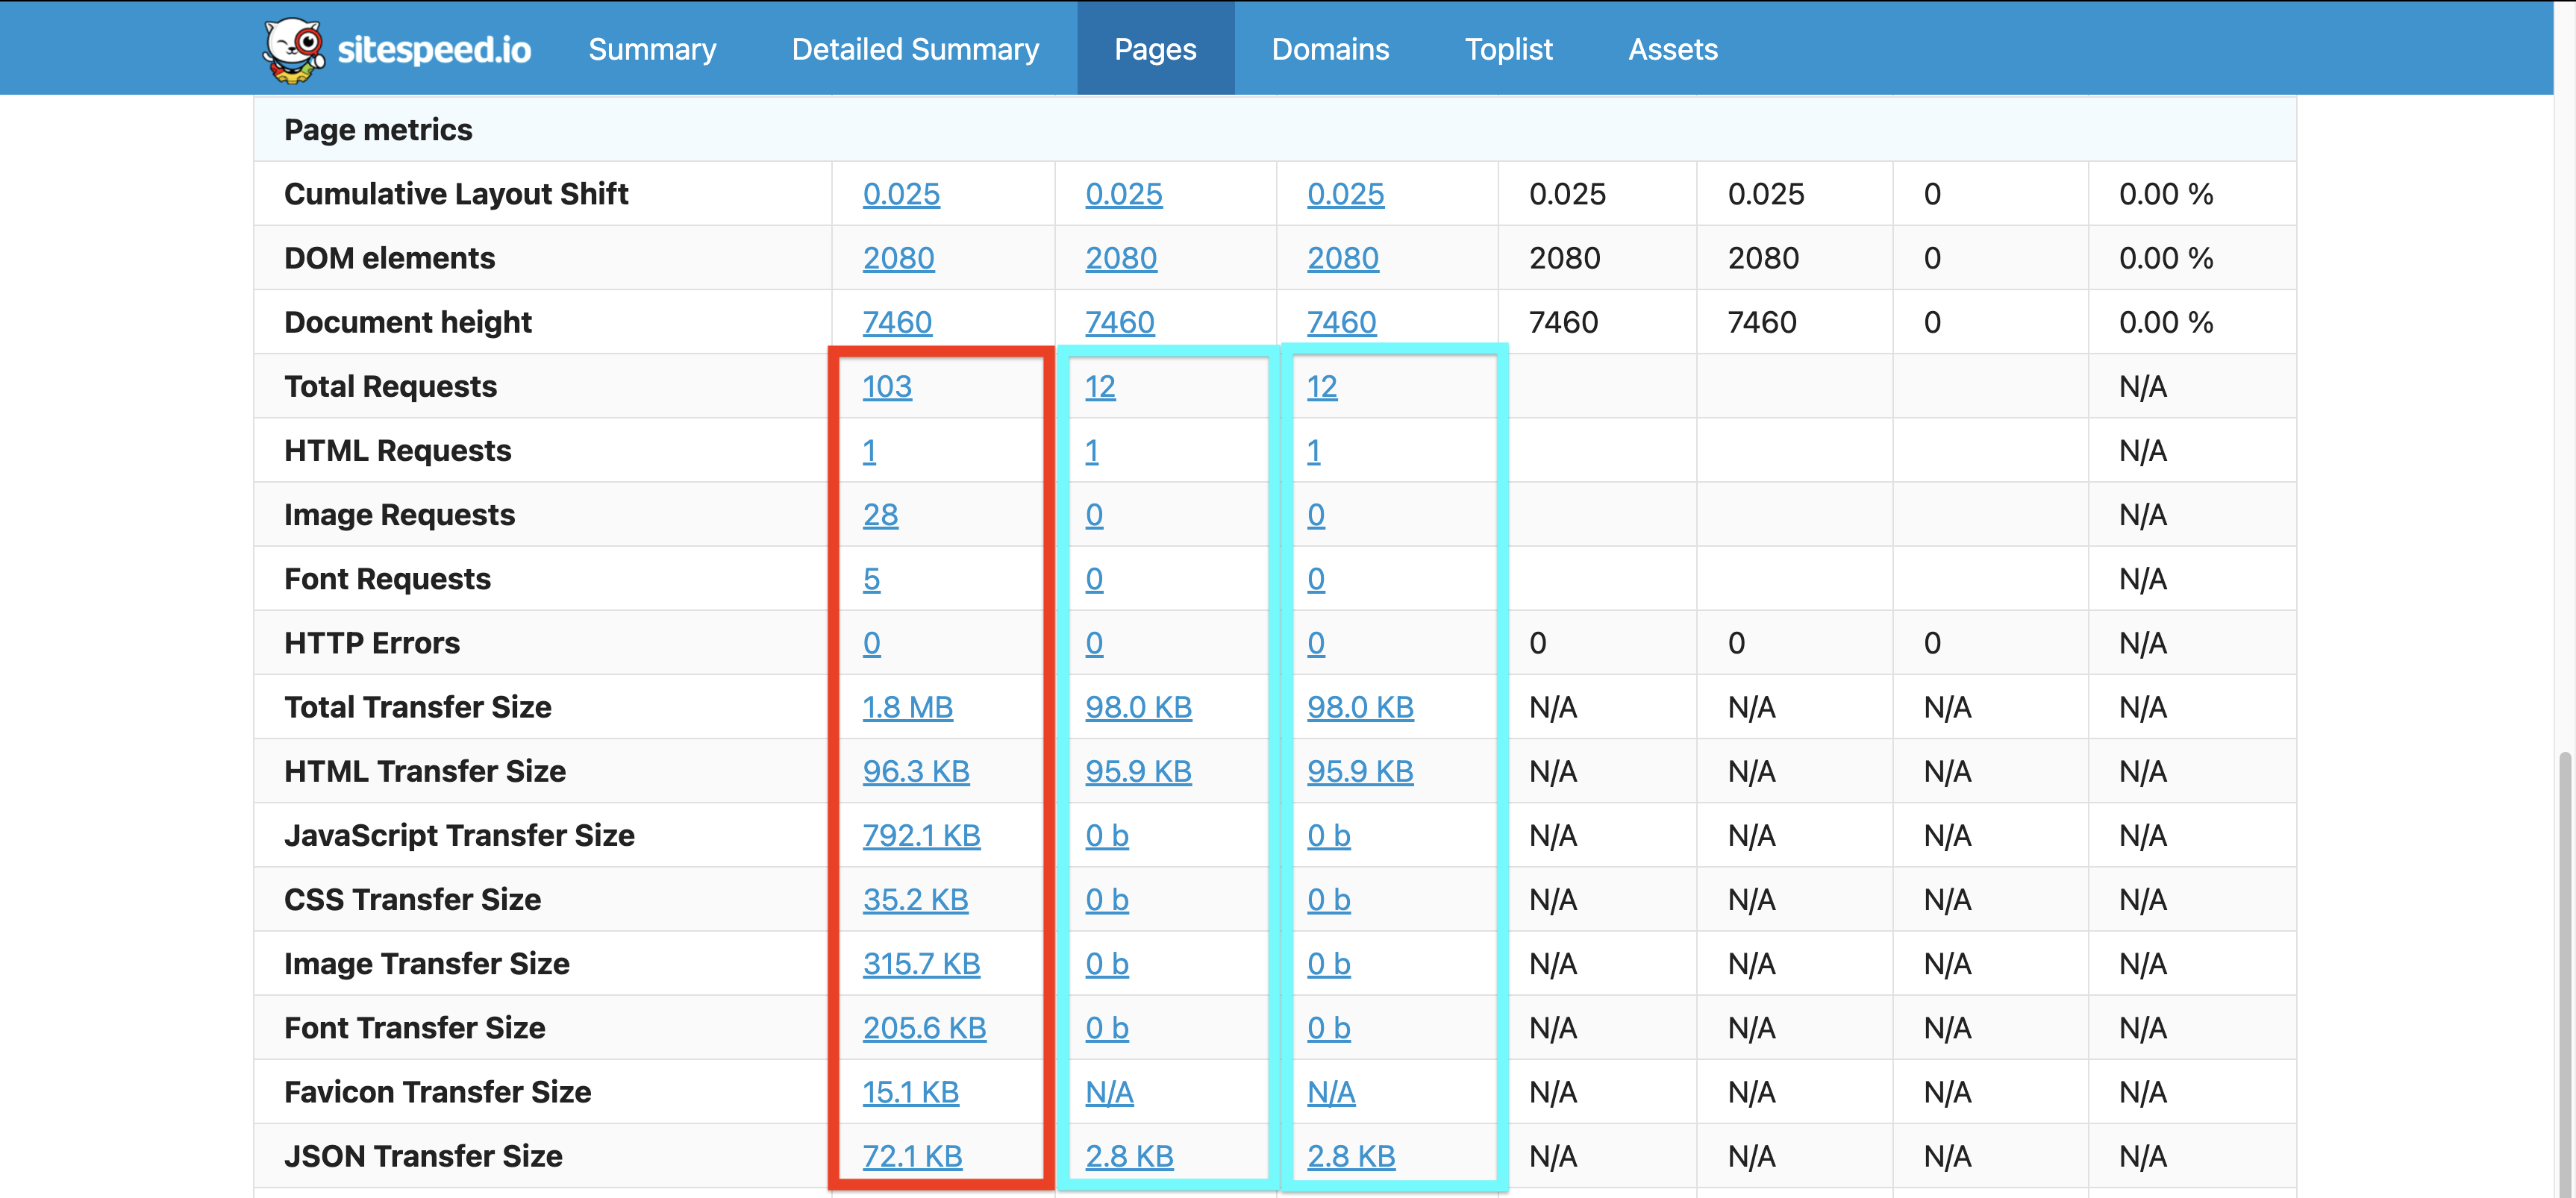 sitespeed.io Summary Detailed Summary Pages Domains Toplist Assets
Page metrics
Cumulative Layout Shift 0.025 0.025 0.025 0.025 0.025 0 0.00 %
DOM elements 2080 2080 2080 2080 2080 0 0.00 %
Document height 7460 7460 7460 7460 7460 0 0.00 %
Total Requests 103 12 12 N/A
HTML Requests 1 1 1 N/A
Image Requests 28 0 0 N/A
Font Requests 5 0 0 N/A
HTTP Errors 0 0 0 0 0 0 N/A
Total Transfer Size 1.8 MB 98.0 KB 98.0 KB N/A N/A N/A N/A
HTML Transfer Size 96.3 KB 95.9 KB 95.9 KB N/A N/A N/A N/A
JavaScript Transfer Size 792.1 KB 0 b 0 b N/A N/A N/A N/A
CSS Transfer Size 35.2 KB 0 b 0 b N/A N/A N/A N/A
Image Transfer Size 315.7 KB 0 b 0 b N/A N/A N/A N/A
Font Transfer Size 205.6 KB 0 b 0 b N/A N/A N/A N/A
Favicon Transfer Size 15.1 KB N/A N/A N/A N/A N/A N/A
JSON Transfer Size 72.1 KB 2.8 KB 2.8 KB N/A N/A N/A N/A